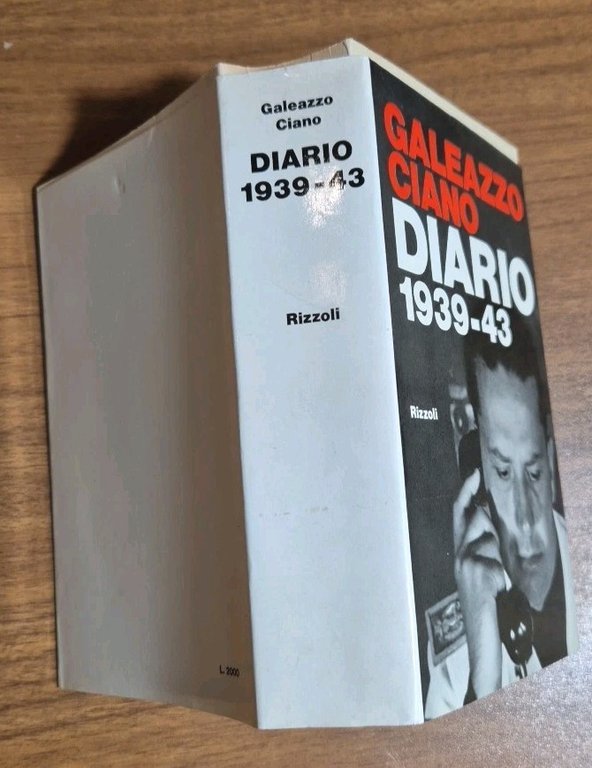 Galeazzo
Ciano
DIARIO
1939-43
Rizzoli
L. 2000
GALEAZZO
CIANO
DIARIO
1939-43
Rizzoli